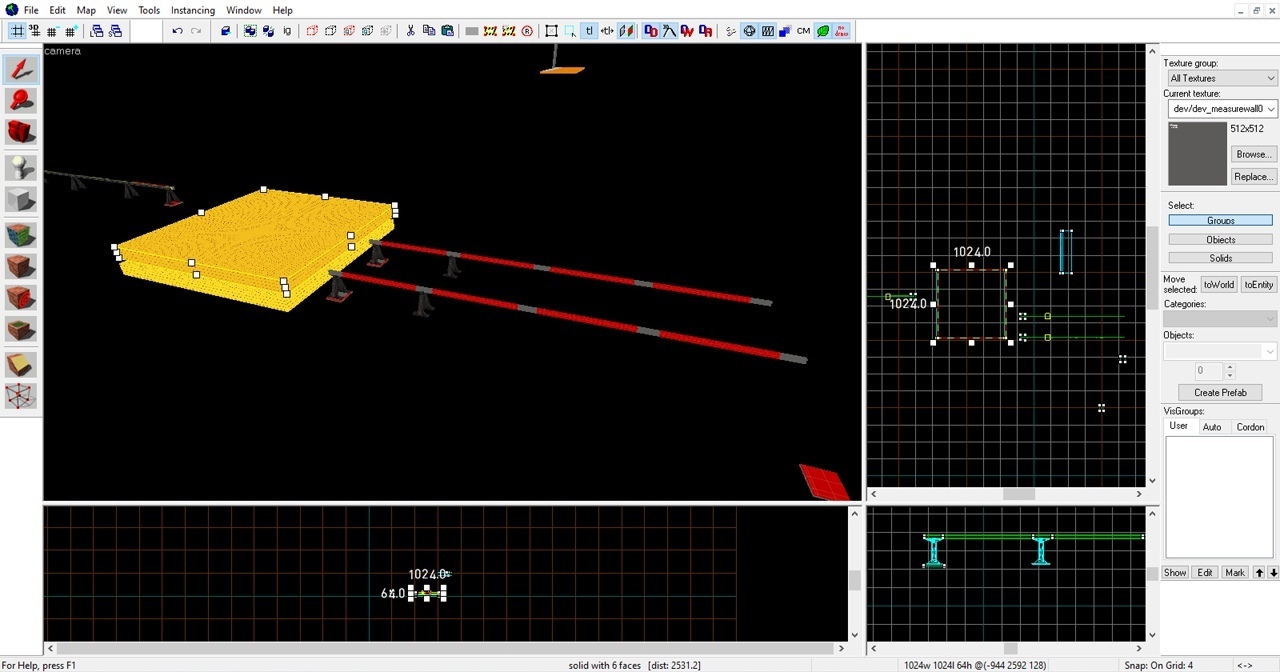 File Edit Map View Tools Instancing Window Help
ig tl CM
camera
1024.0
1024.0
1024.0
64.0
Texture group:
All Textures
Current texture:
dev/dev_measurewall0
512x512
Browse...
Replace...
Select:
Groups
Objects
Solids
Move selected:
toWorld toEntity
Categories:
Objects:
0
Create Prefab
VisGroups:
User Auto Cordon
Show Edit Mark
For Help, press F1 solid with 6 faces [dist: 2531.2] 1024w 1024l 64h @(-944 2592 128) Snap: On Grid: 4 <->